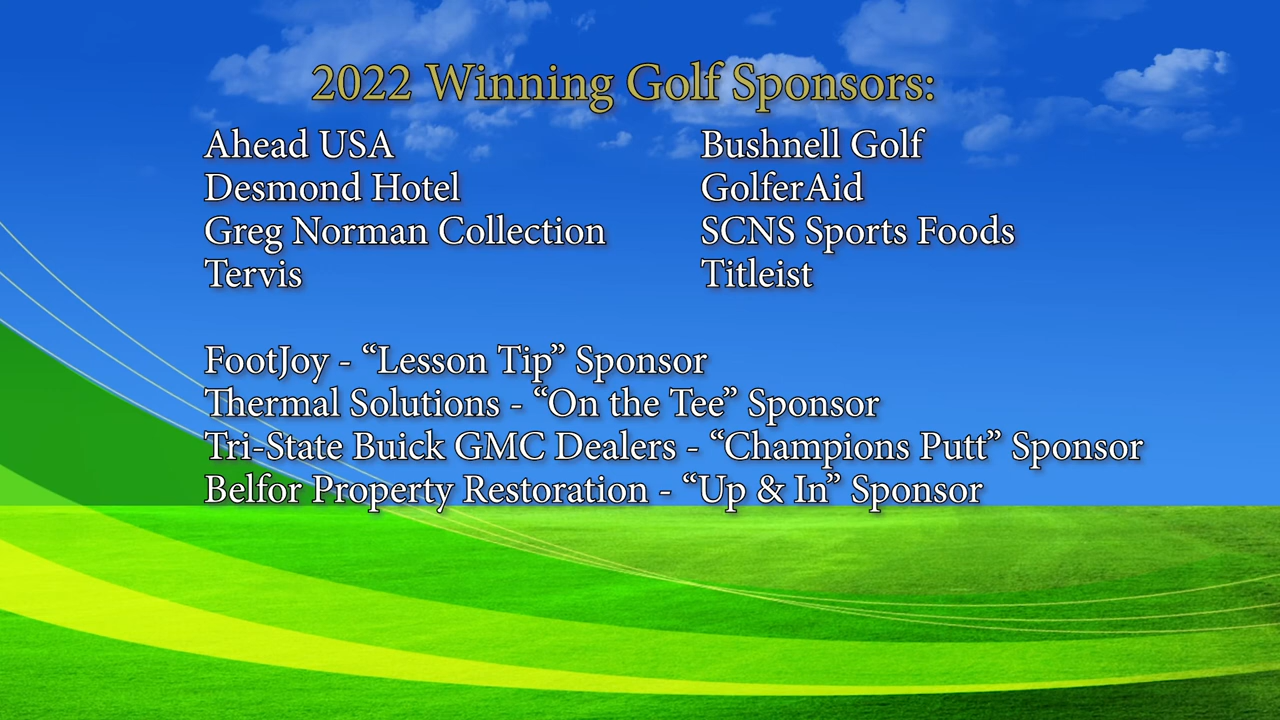 2022 Winning Golf Sponsors:
Ahead USA
Desmond Hotel
Greg Norman Collection
Tervis
Bushnell Golf
GolferAid
SCNS Sports Foods
Titleist
FootJoy - “Lesson Tip” Sponsor
Thermal Solutions - “On the Tee” Sponsor
Tri-State Buick GMC Dealers - “Champions Putt” Sponsor
Belfor Property Restoration - “Up & In” Sponsor